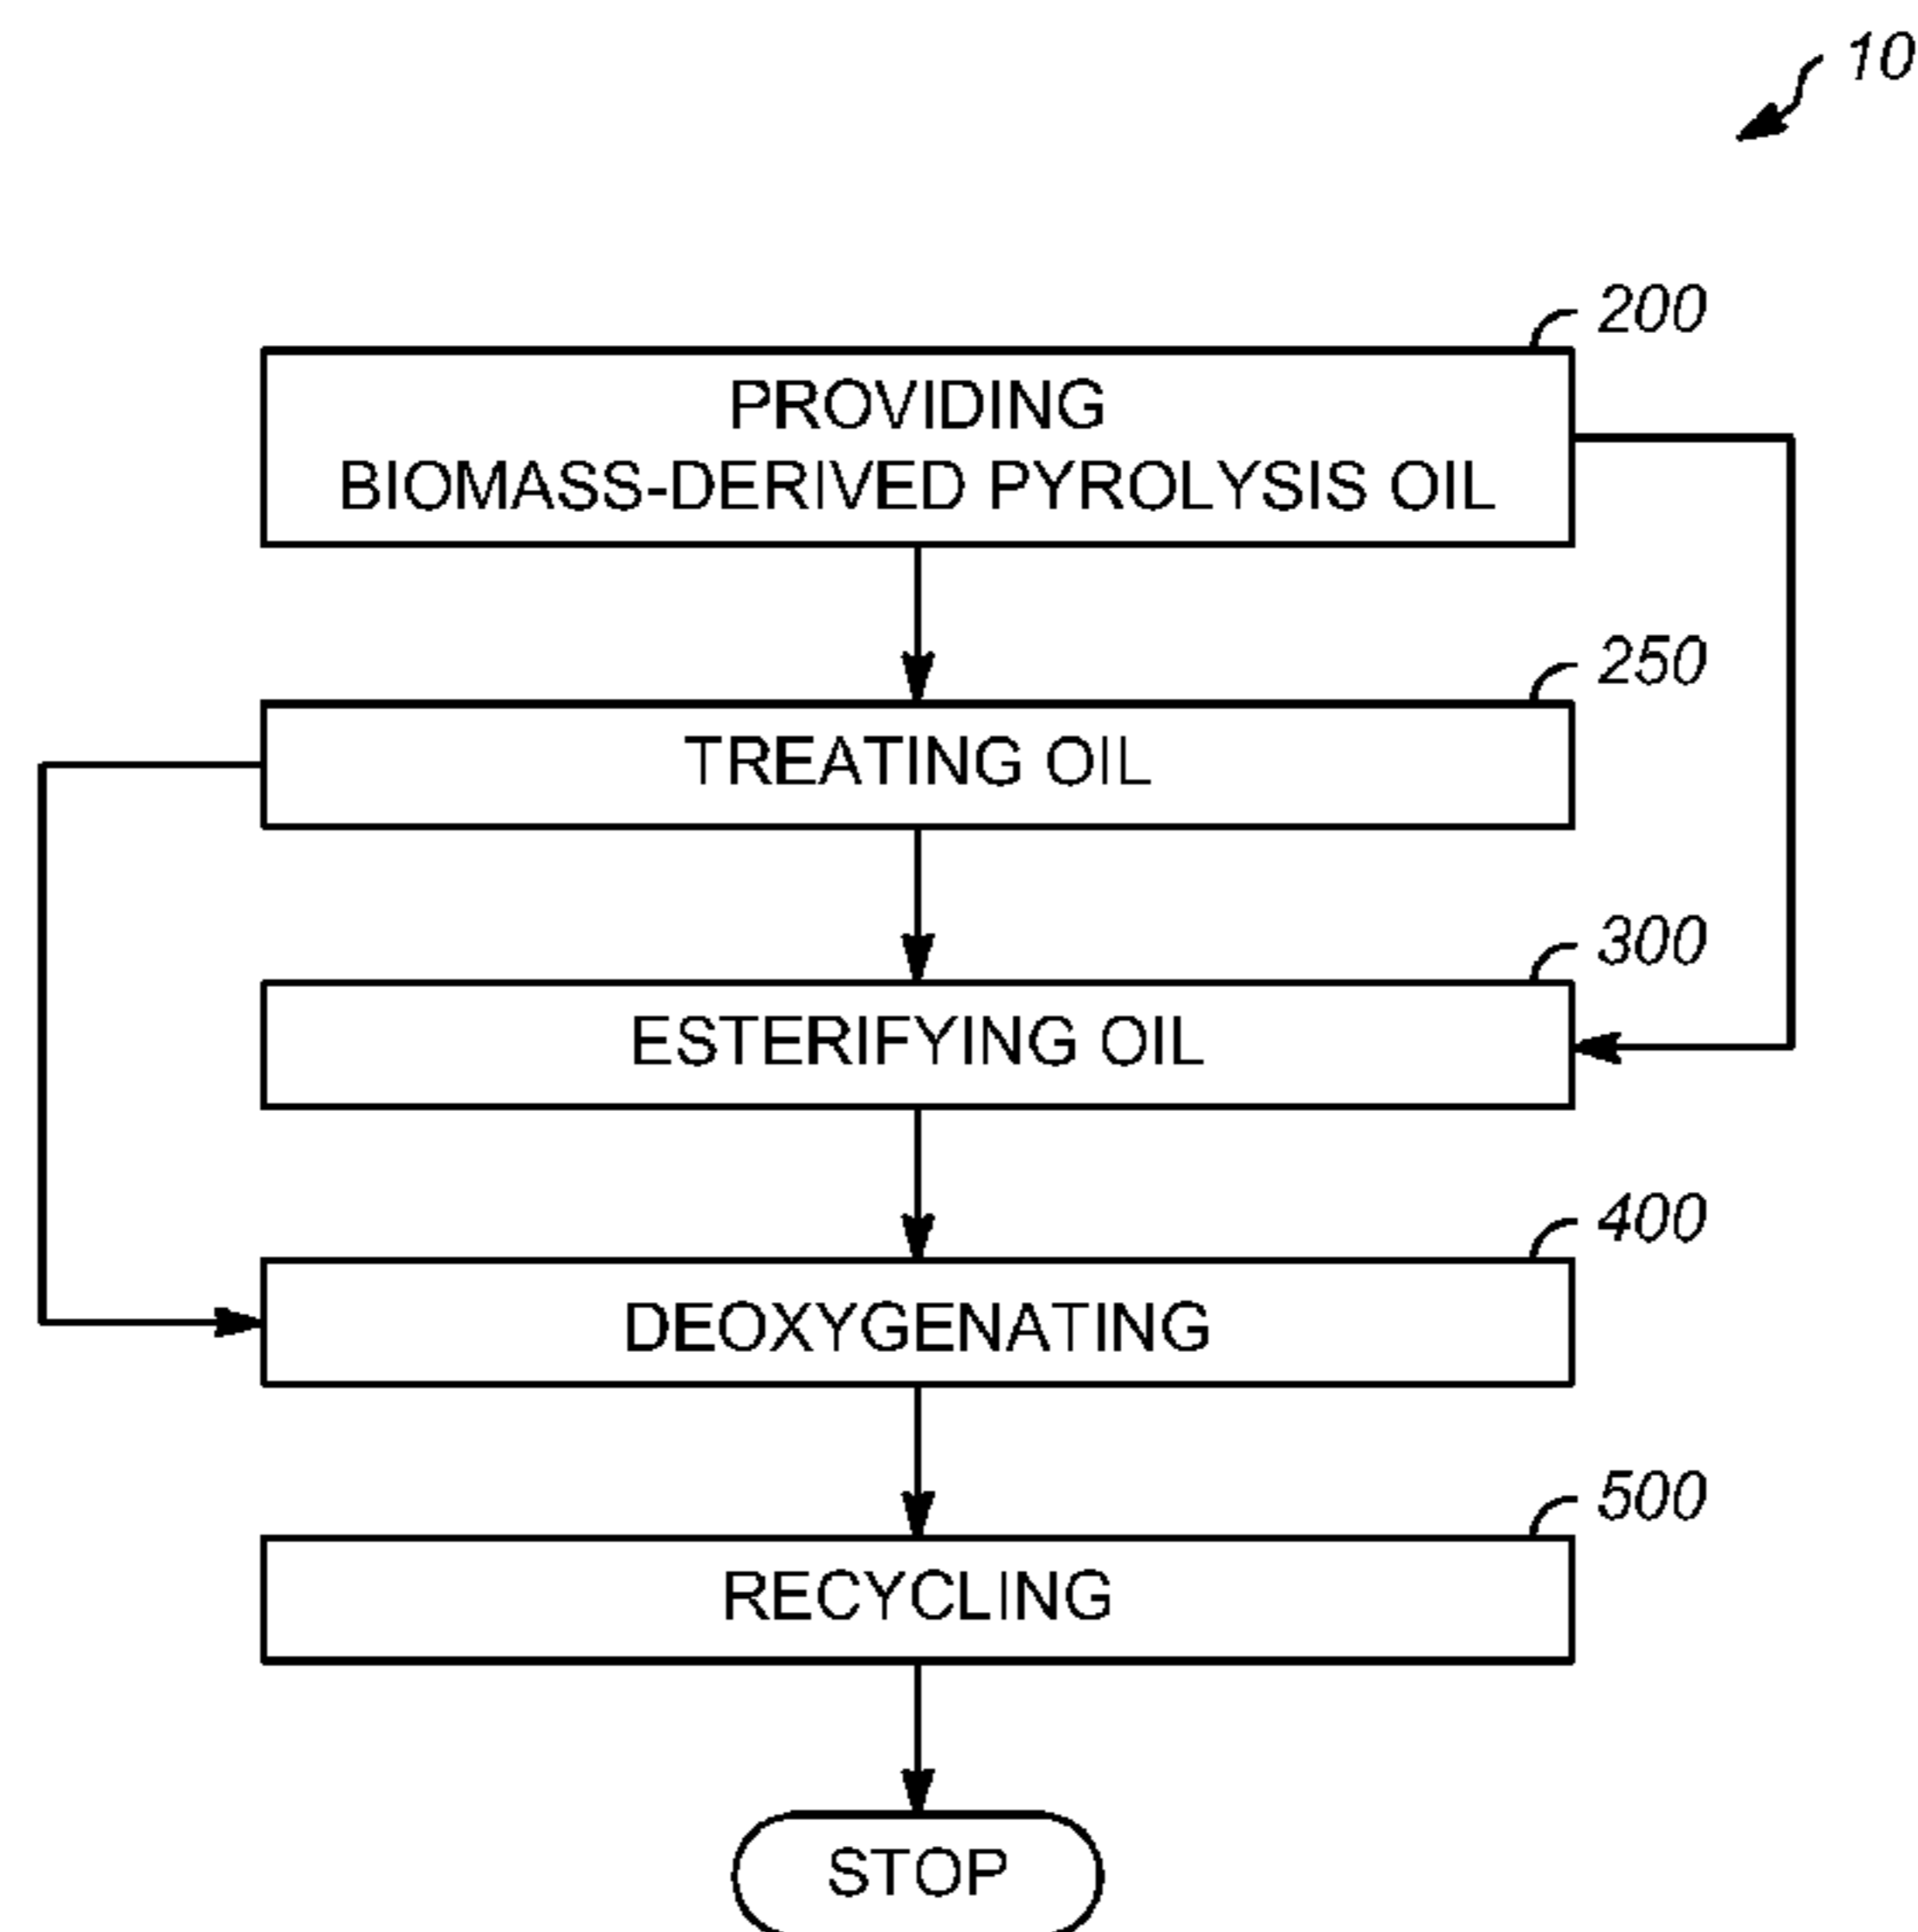 10
200
PROVIDING
BIOMASS-DERIVED PYROLYSIS OIL
250
TREATING OIL
300
ESTERIFYING OIL
400
DEOXYGENATING
500
RECYCLING
STOP